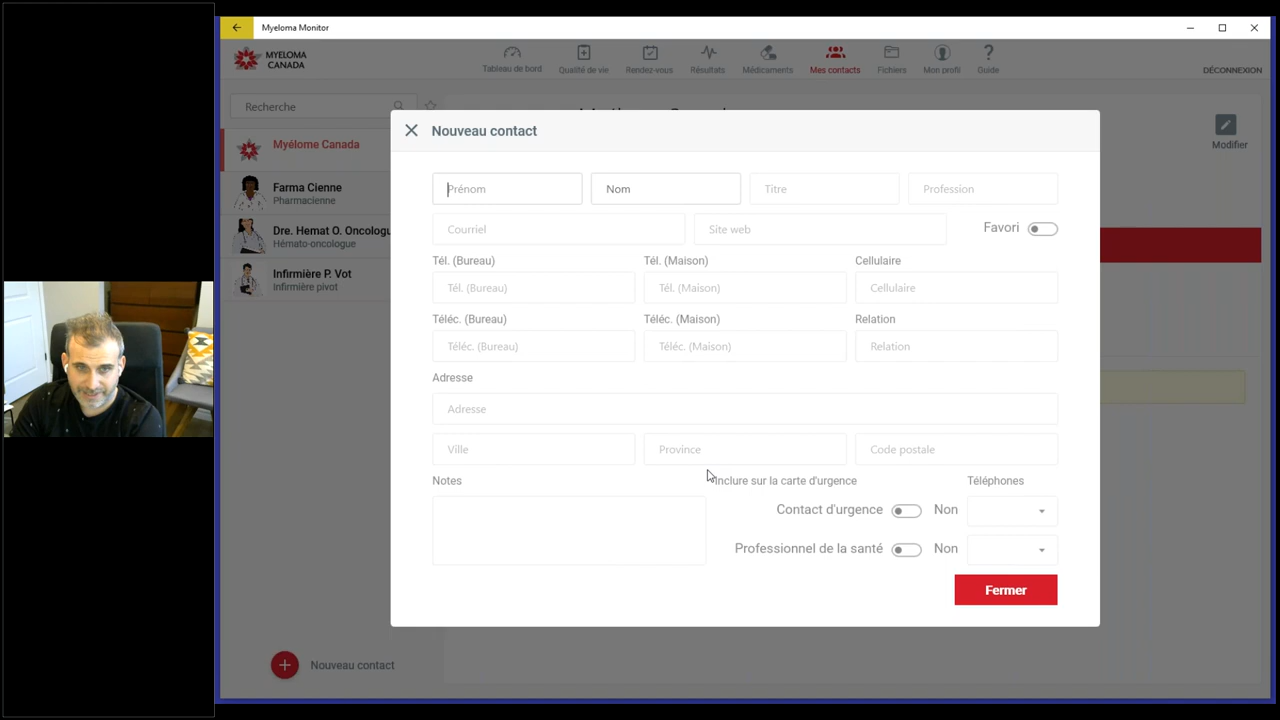 Myeloma Monitor
MYELOMA
CANADA
Tableau de bord
Qualité de vie
Rendez-vous
Résultats
Médicaments
Mes contacts
Fichiers
Mon profil
Guide
DÉCONNEXION
Recherche
Modifier
Myélome Canada
Farma Cienne
Pharmacienne
Dre. Hemat O. Oncologu
Hémato-oncologue
Infirmière P. Vot
Infirmière pivot
Nouveau contact
Nouveau contact
Prénom
Nom
Titre
Profession
Courriel
Site web
Favori
Tél. (Bureau)
Tél. (Maison)
Cellulaire
Tél. (Bureau)
Tél. (Maison)
Cellulaire
Téléc. (Bureau)
Téléc. (Maison)
Relation
Téléc. (Bureau)
Téléc. (Maison)
Relation
Adresse
Adresse
Ville
Province
Code postale
Notes
Inclure sur la carte d'urgence
Téléphones
Contact d'urgence
Non
Professionnel de la santé
Non
Fermer